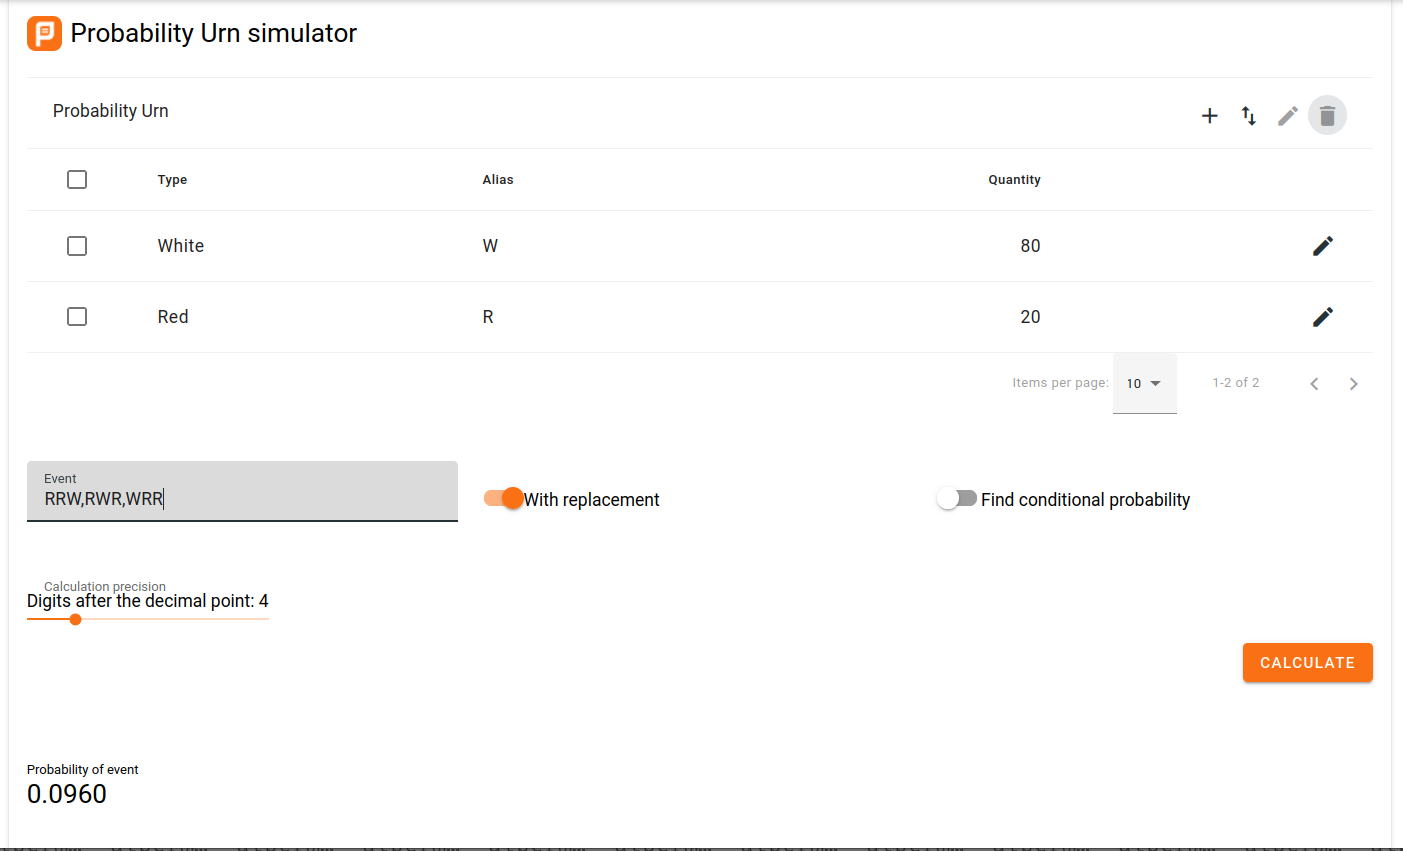 Probability Urn simulator
Probability Urn
Type Alias Quantity
White W 80
Red R 20
Items per page: 10 1-2 of 2
Event
RRW,RWR,WRR
With replacement
Find conditional probability
Calculation precision
Digits after the decimal point: 4
CALCULATE
Probability of event
0.0960